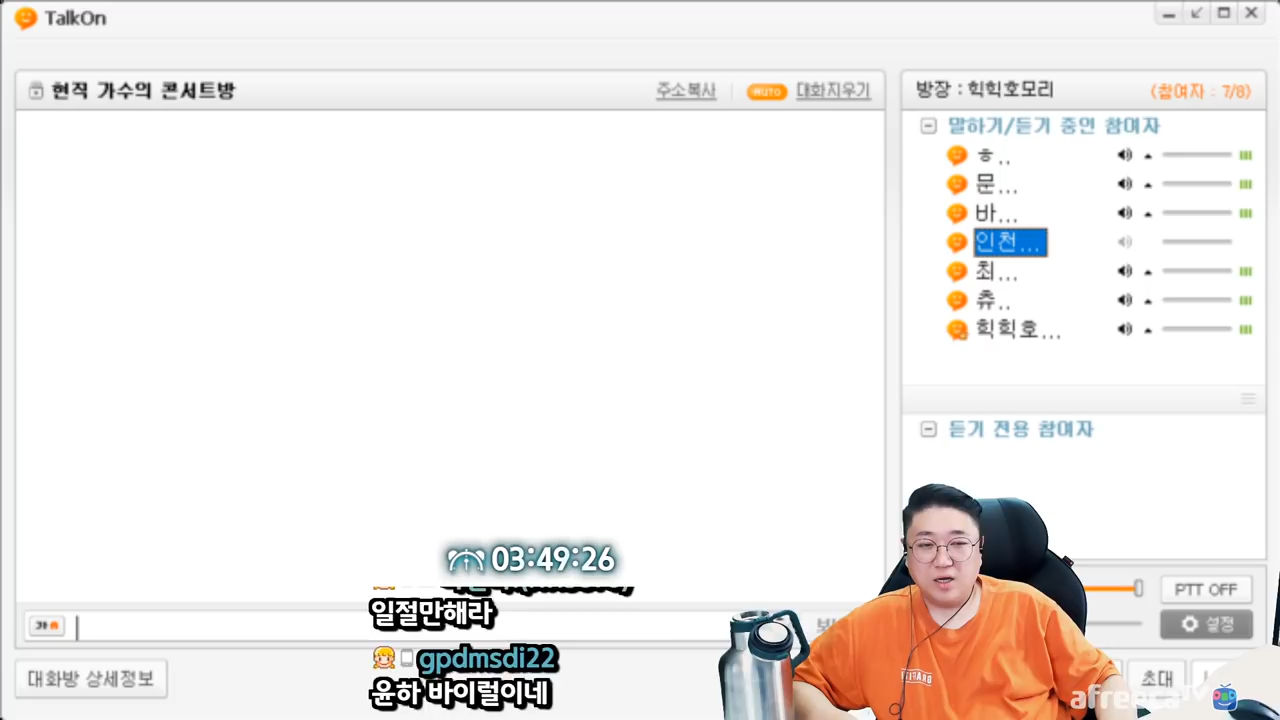 TalkOn
현직 가수의 콘서트방
주소복사
AUTO
대화지우기
방장 : 힉힉호모리
(참여자 : 7/8)
말하기/듣기 중인 참여자
ㅎ..
문...
바...
인천...
최...
츄..
힉힉호...
듣기 전용 참여자
03:49:26
일절만해라
gpdmsdi22
윤하 바이럴이네
가
PTT OFF
설정
대화방 상세정보
초대
afreecaTV